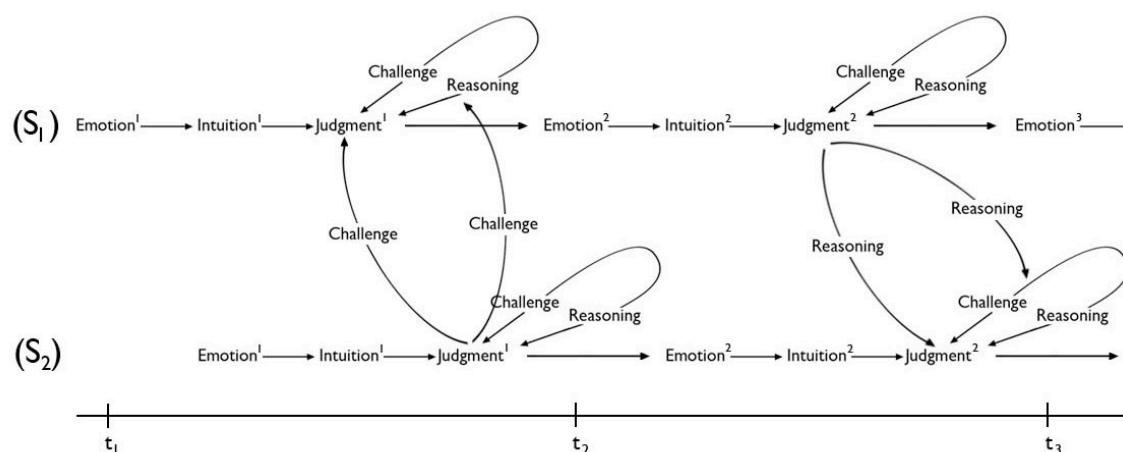 Challenge Challenge
Reasoning Reasoning
(S₁) Emotion¹ Intuition¹ Judgment¹ Emotion² Intuition² Judgment² Emotion³
Reasoning
Challenge Challenge Reasoning
Challenge Challenge
Reasoning Reasoning
(S₂) Emotion¹ Intuition¹ Judgment¹ Emotion² Intuition² Judgment²
t₁ t₂ t₃